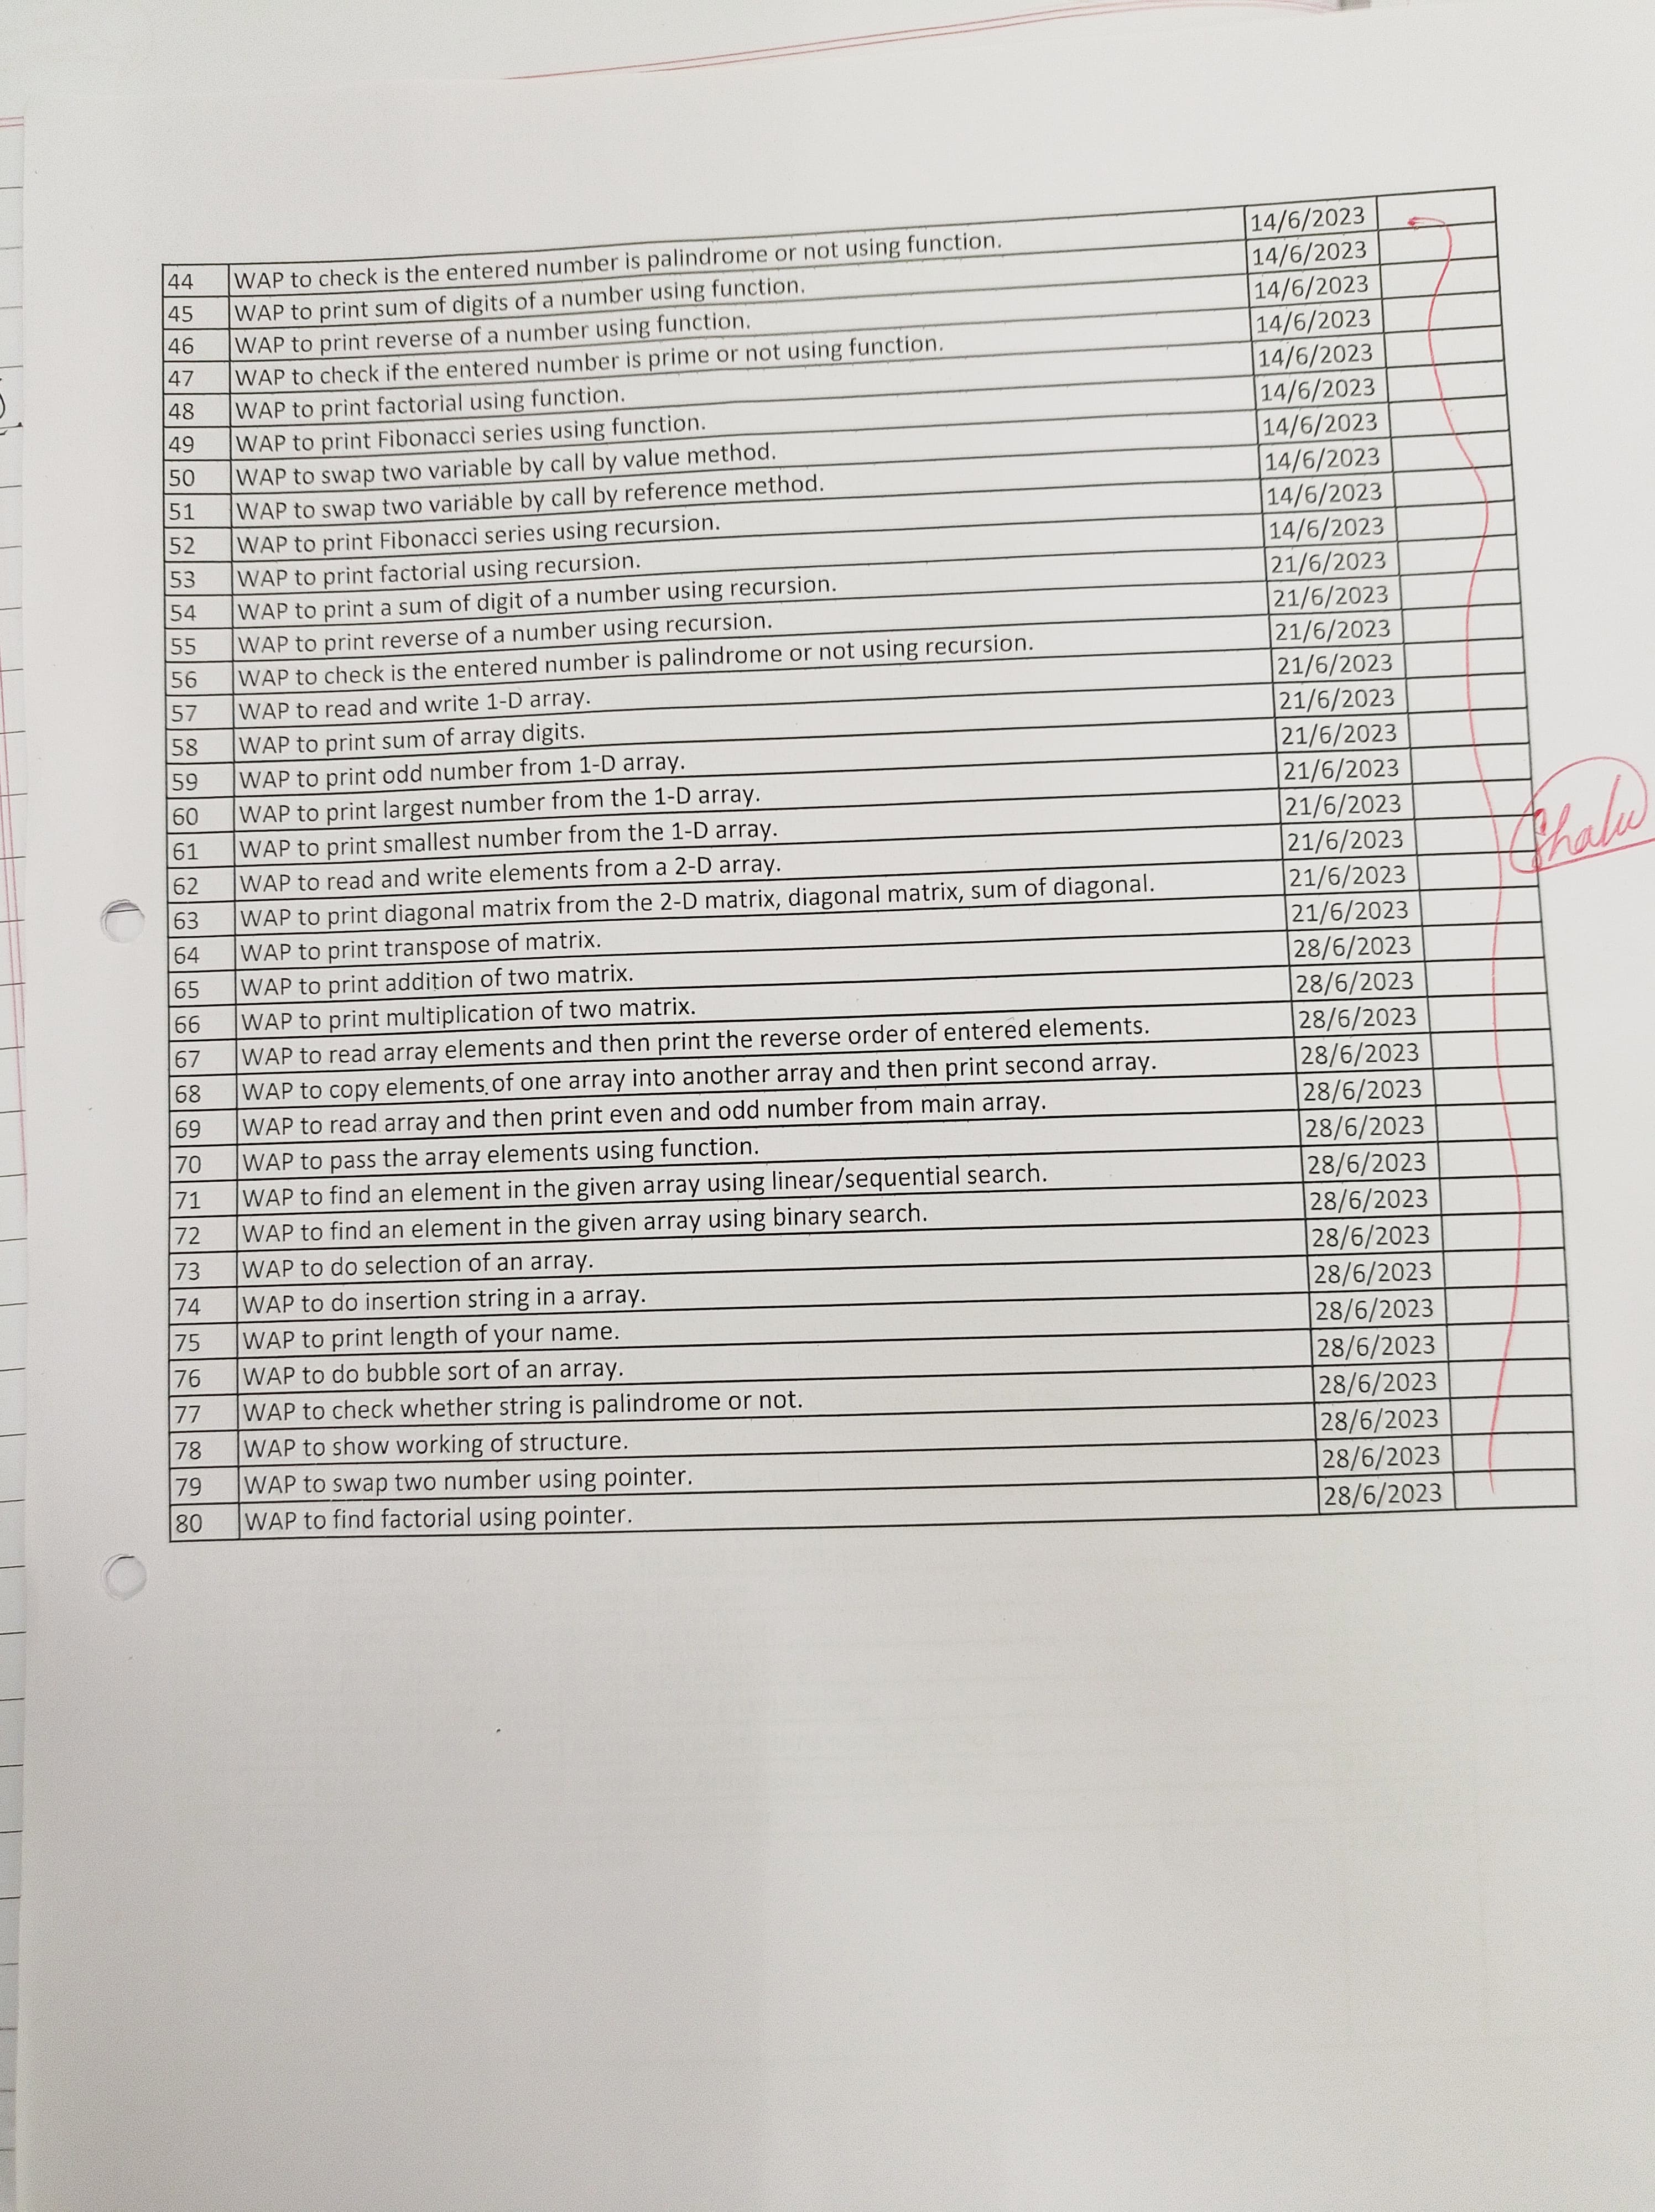 44 WAP to check is the entered number is palindrome or not using function. 14/6/2023
45 WAP to print sum of digits of a number using function. 14/6/2023
46 WAP to print reverse of a number using function. 14/6/2023
47 WAP to check if the entered number is prime or not using function. 14/6/2023
48 WAP to print factorial using function. 14/6/2023
49 WAP to print Fibonacci series using function. 14/6/2023
50 WAP to swap two variable by call by value method. 14/6/2023
51 WAP to swap two variable by call by reference method. 14/6/2023
52 WAP to print Fibonacci series using recursion. 14/6/2023
53 WAP to print factorial using recursion. 14/6/2023
54 WAP to print a sum of digit of a number using recursion. 21/6/2023
55 WAP to print reverse of a number using recursion. 21/6/2023
56 WAP to check is the entered number is palindrome or not using recursion. 21/6/2023
57 WAP to read and write 1-D array. 21/6/2023
58 WAP to print sum of array digits. 21/6/2023
59 WAP to print odd number from 1-D array. 21/6/2023
60 WAP to print largest number from the 1-D array. 21/6/2023
61 WAP to print smallest number from the 1-D array. 21/6/2023
62 WAP to read and write elements from a 2-D array. 21/6/2023
63 WAP to print diagonal matrix from the 2-D matrix, diagonal matrix, sum of diagonal. 21/6/2023
64 WAP to print transpose of matrix. 21/6/2023
65 WAP to print addition of two matrix. 28/6/2023
66 WAP to print multiplication of two matrix. 28/6/2023
67 WAP to read array elements and then print the reverse order of entered elements. 28/6/2023
68 WAP to copy elements of one array into another array and then print second array. 28/6/2023
69 WAP to read array and then print even and odd number from main array. 28/6/2023
70 WAP to pass the array elements using function. 28/6/2023
71 WAP to find an element in the given array using linear/sequential search. 28/6/2023
72 WAP to find an element in the given array using binary search. 28/6/2023
73 WAP to do selection of an array. 28/6/2023
74 WAP to do insertion string in a array. 28/6/2023
75 WAP to print length of your name. 28/6/2023
76 WAP to do bubble sort of an array. 28/6/2023
77 WAP to check whether string is palindrome or not. 28/6/2023
78 WAP to show working of structure. 28/6/2023
79 WAP to swap two number using pointer. 28/6/2023
80 WAP to find factorial using pointer. 28/6/2023
Shalu